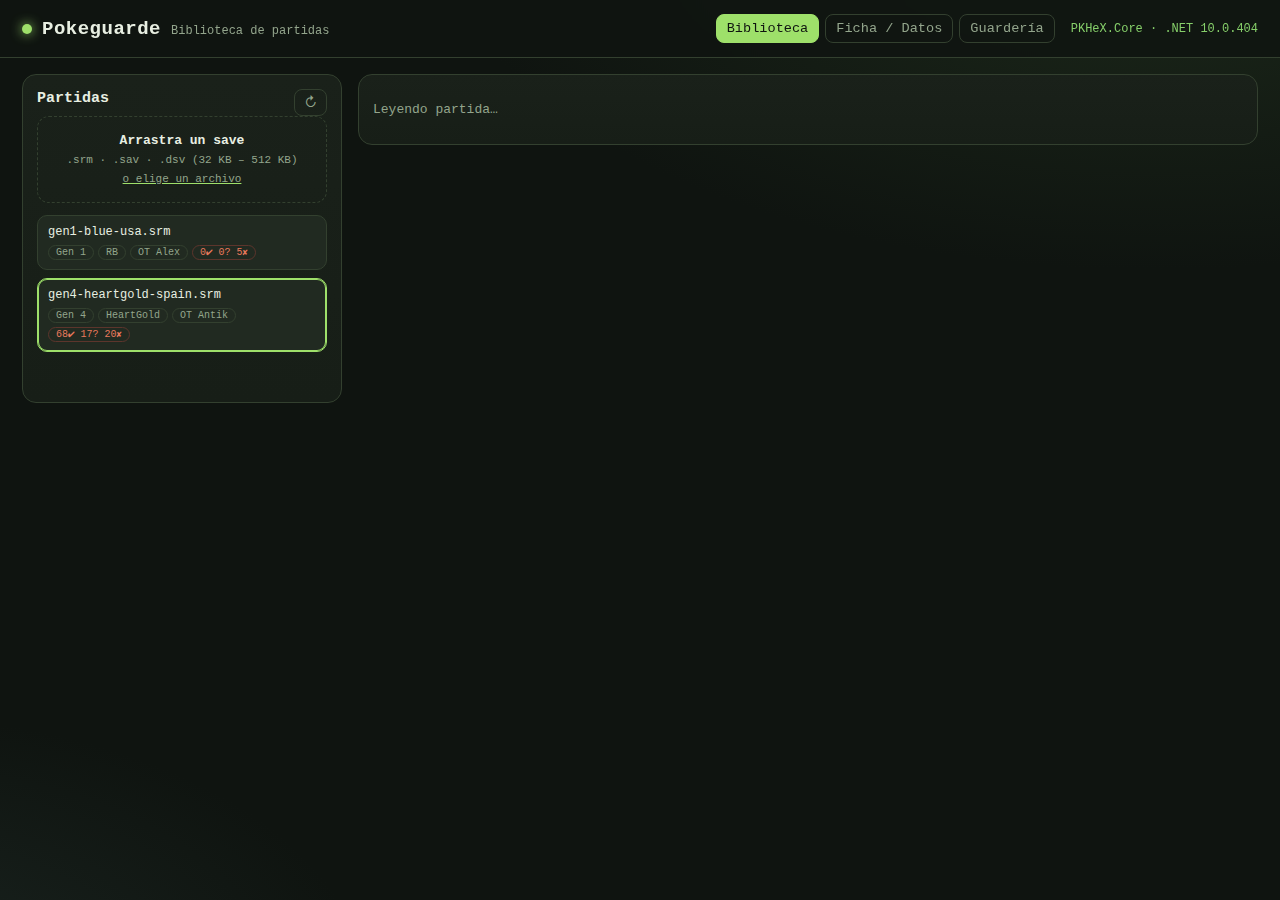 Pokeguarde Biblioteca de partidas
Biblioteca Ficha / Datos Guardería PKHeX.Core · .NET 10.0.404
Partidas ↻
Arrastra un save
.srm · .sav · .dsv (32 KB – 512 KB)
o elige un archivo
gen1-blue-usa.srm
Gen 1 RB OT Alex 0✔ 0? 5✘
gen4-heartgold-spain.srm
Gen 4 HeartGold OT Antik
68✔ 17? 20✘
Leyendo partida…